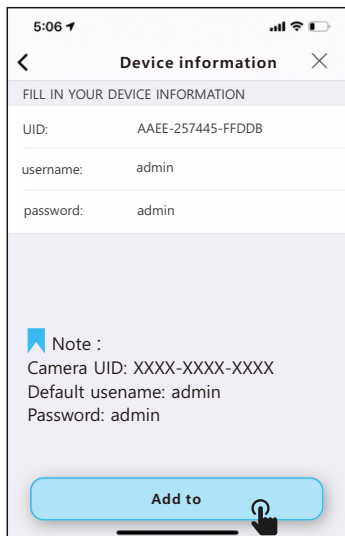 5:06
Device information
FILL IN YOUR DEVICE INFORMATION
UID: AAEE-257445-FFDDB
username: admin
password: admin
Note :
Camera UID: XXXX-XXXX-XXXX
Default usename: admin
Password: admin
Add to